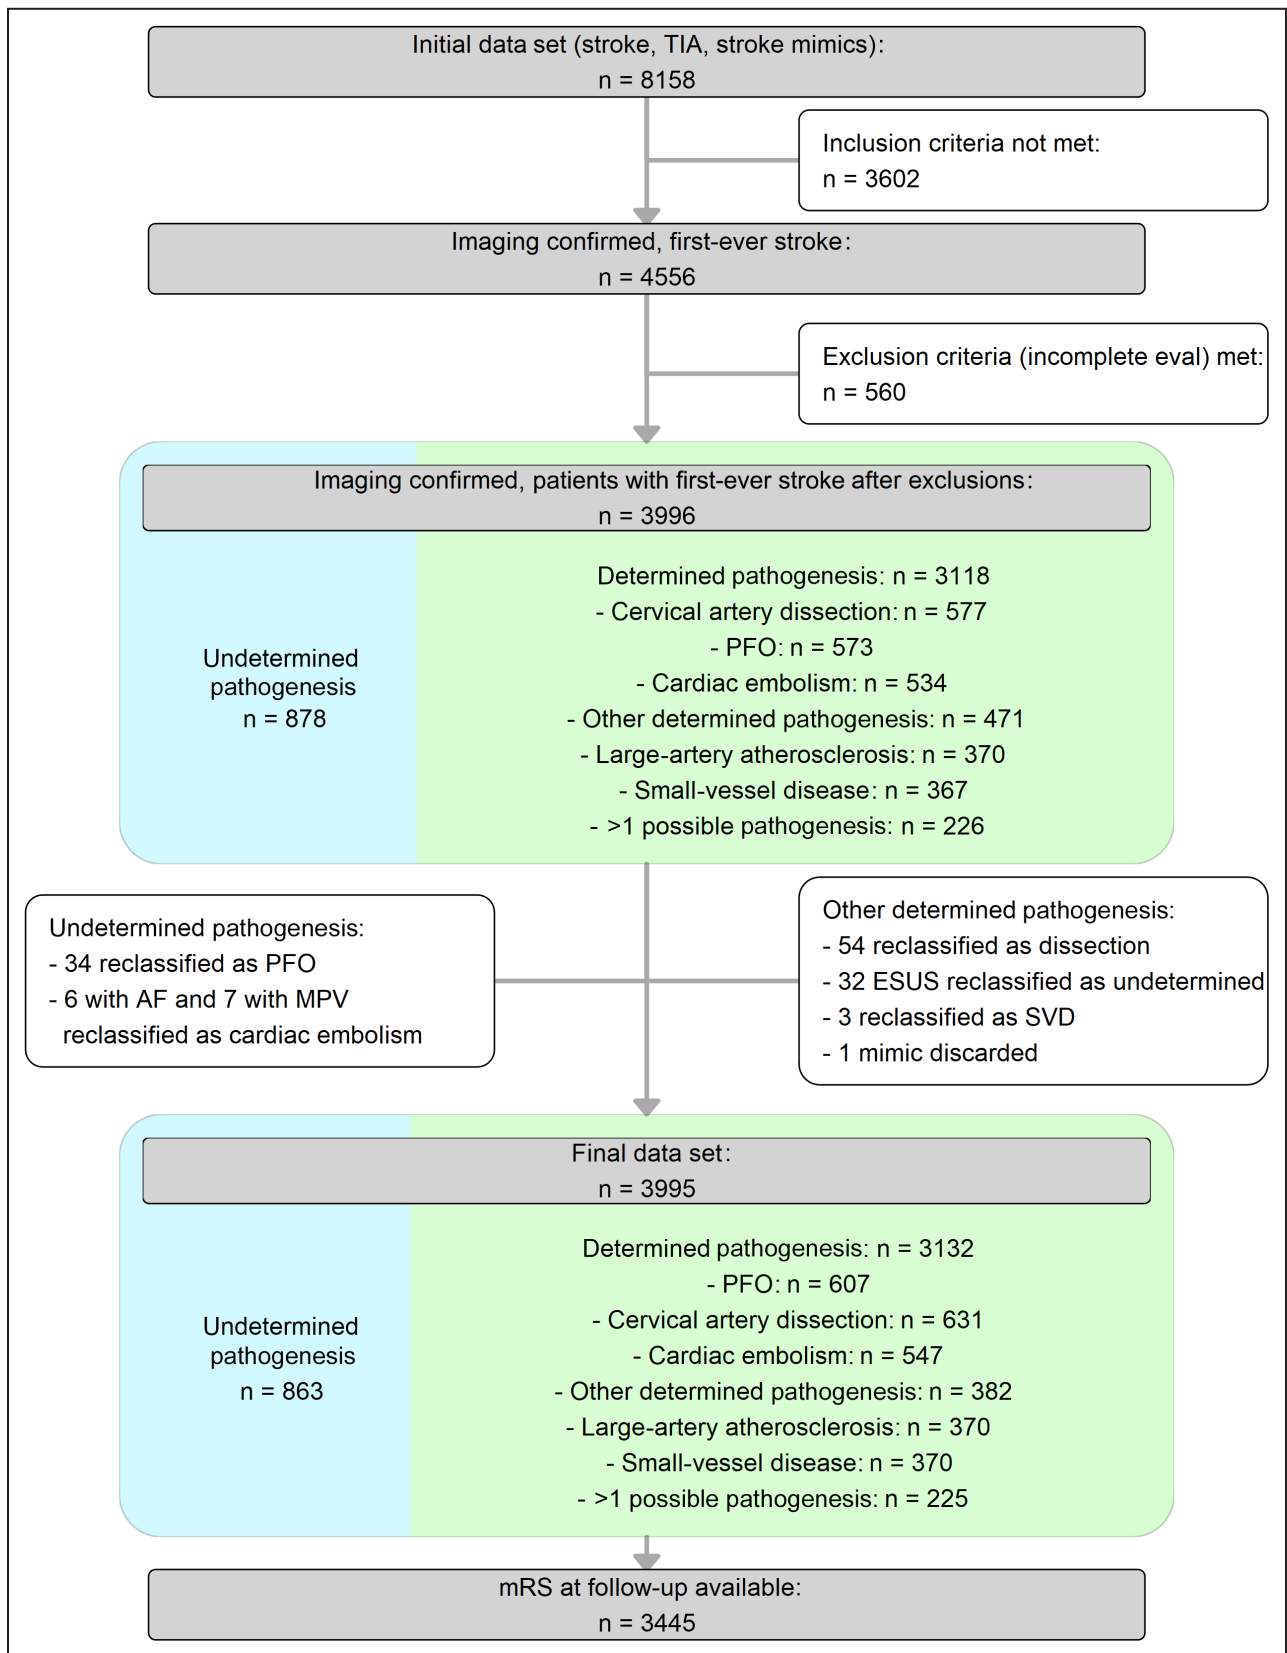 Initial data set (stroke, TIA, stroke mimics):
n = 8158
Inclusion criteria not met:
n = 3602
Imaging confirmed, first-ever stroke:
n = 4556
Exclusion criteria (incomplete eval) met:
n = 560
Imaging confirmed, patients with first-ever stroke after exclusions:
n = 3996
Undetermined
pathogenesis
n = 878
Determined pathogenesis: n = 3118
- Cervical artery dissection: n = 577
- PFO: n = 573
- Cardiac embolism: n = 534
- Other determined pathogenesis: n = 471
- Large-artery atherosclerosis: n = 370
- Small-vessel disease: n = 367
- >1 possible pathogenesis: n = 226
Undetermined pathogenesis:
- 34 reclassified as PFO
- 6 with AF and 7 with MPV
reclassified as cardiac embolism
Other determined pathogenesis:
- 54 reclassified as dissection
- 32 ESUS reclassified as undetermined
- 3 reclassified as SVD
- 1 mimic discarded
Final data set:
n = 3995
Undetermined
pathogenesis
n = 863
Determined pathogenesis: n = 3132
- PFO: n = 607
- Cervical artery dissection: n = 631
- Cardiac embolism: n = 547
- Other determined pathogenesis: n = 382
- Large-artery atherosclerosis: n = 370
- Small-vessel disease: n = 370
- >1 possible pathogenesis: n = 225
mRS at follow-up available:
n = 3445